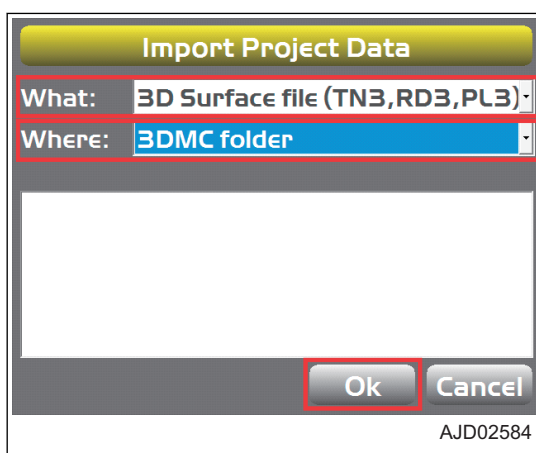 Import Project Data
What: 3D Surface file (TN3,RD3,PL3)
Where: 3DMC folder
Ok Cancel
AJD02584